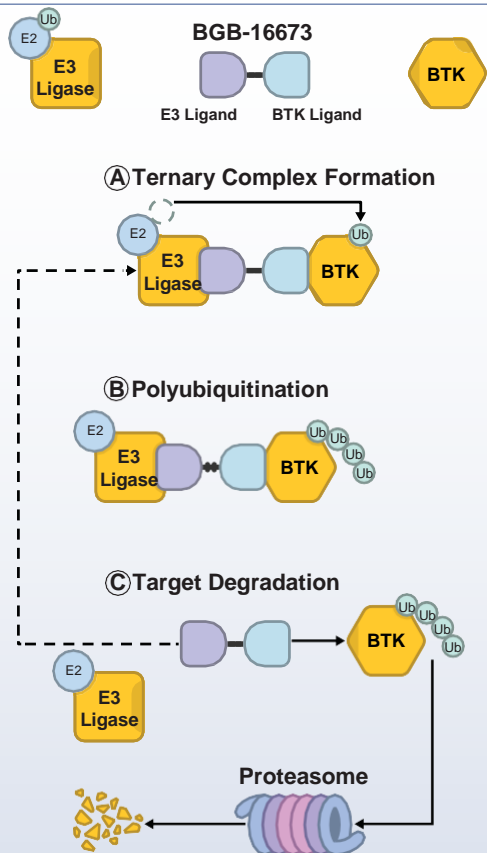 BGB-16673
Ub
E2
E3
Ligase
BTK
E3 Ligand
BTK Ligand
A Ternary Complex Formation
E2
Ub
E3
Ligase
BTK
B Polyubiquitination
E2
Ub
Ub
Ub
Ub
E3
Ligase
BTK
C Target Degradation
Ub
Ub
Ub
Ub
BTK
E2
E3
Ligase
Proteasome